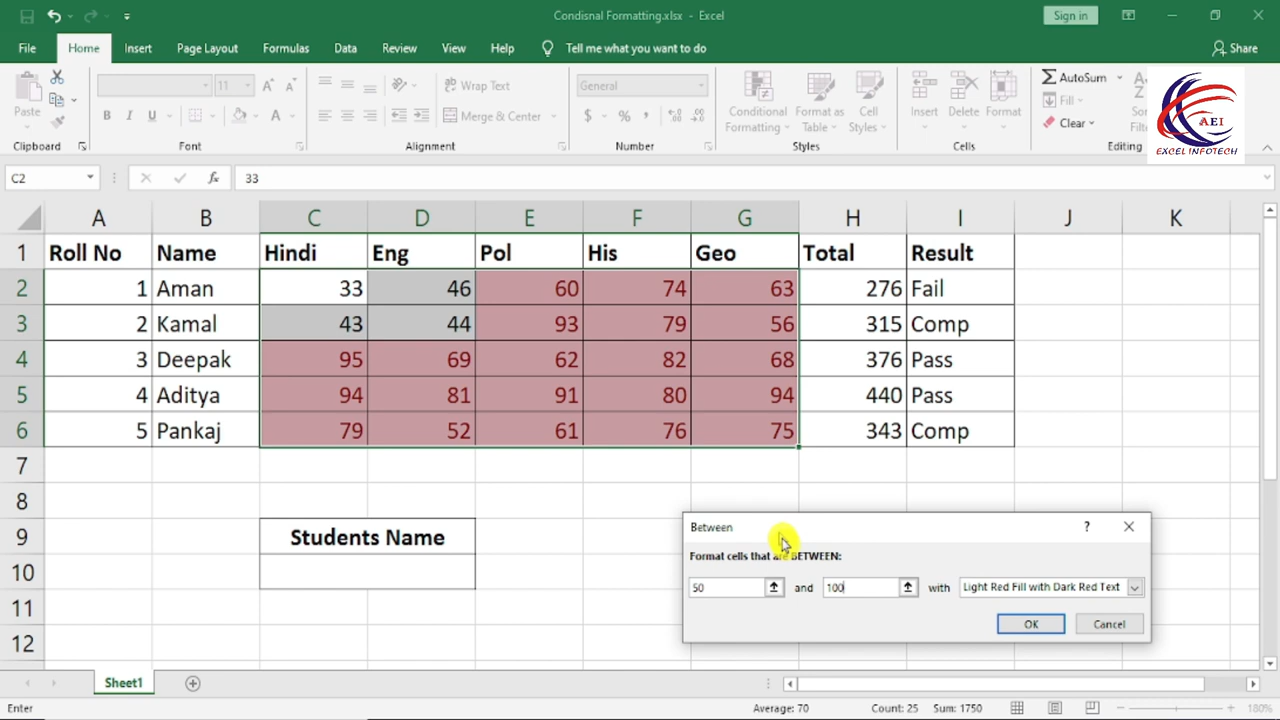 Condisnal Formatting.xlsx - Excel
Sign in
File Home Insert Page Layout Formulas Data Review View Help Tell me what you want to do Share
Paste
11
Wrap Text
General
Conditional Formatting
Format as Table
Cell Styles
Insert
Delete
Format
AutoSum
Fill
Clear
B I U
Merge & Center
$ % ,
Clipboard Font Alignment Number Styles Cells Editing
AEI
EXCEL INFOTECH
C2 fx 33
A B C D E F G H I J K
1 Roll No Name Hindi Eng Pol His Geo Total Result
2 1 Aman 33 46 60 74 63 276 Fail
3 2 Kamal 43 44 93 79 56 315 Comp
4 3 Deepak 95 69 62 82 68 376 Pass
5 4 Aditya 94 81 91 80 94 440 Pass
6 5 Pankaj 79 52 61 76 75 343 Comp
7
8
9 Students Name
10
11
12
Between ?
Format cells that are BETWEEN:
50 and 100 with Light Red Fill with Dark Red Text
OK Cancel
Sheet1
Enter Average: 70 Count: 25 Sum: 1750 180%